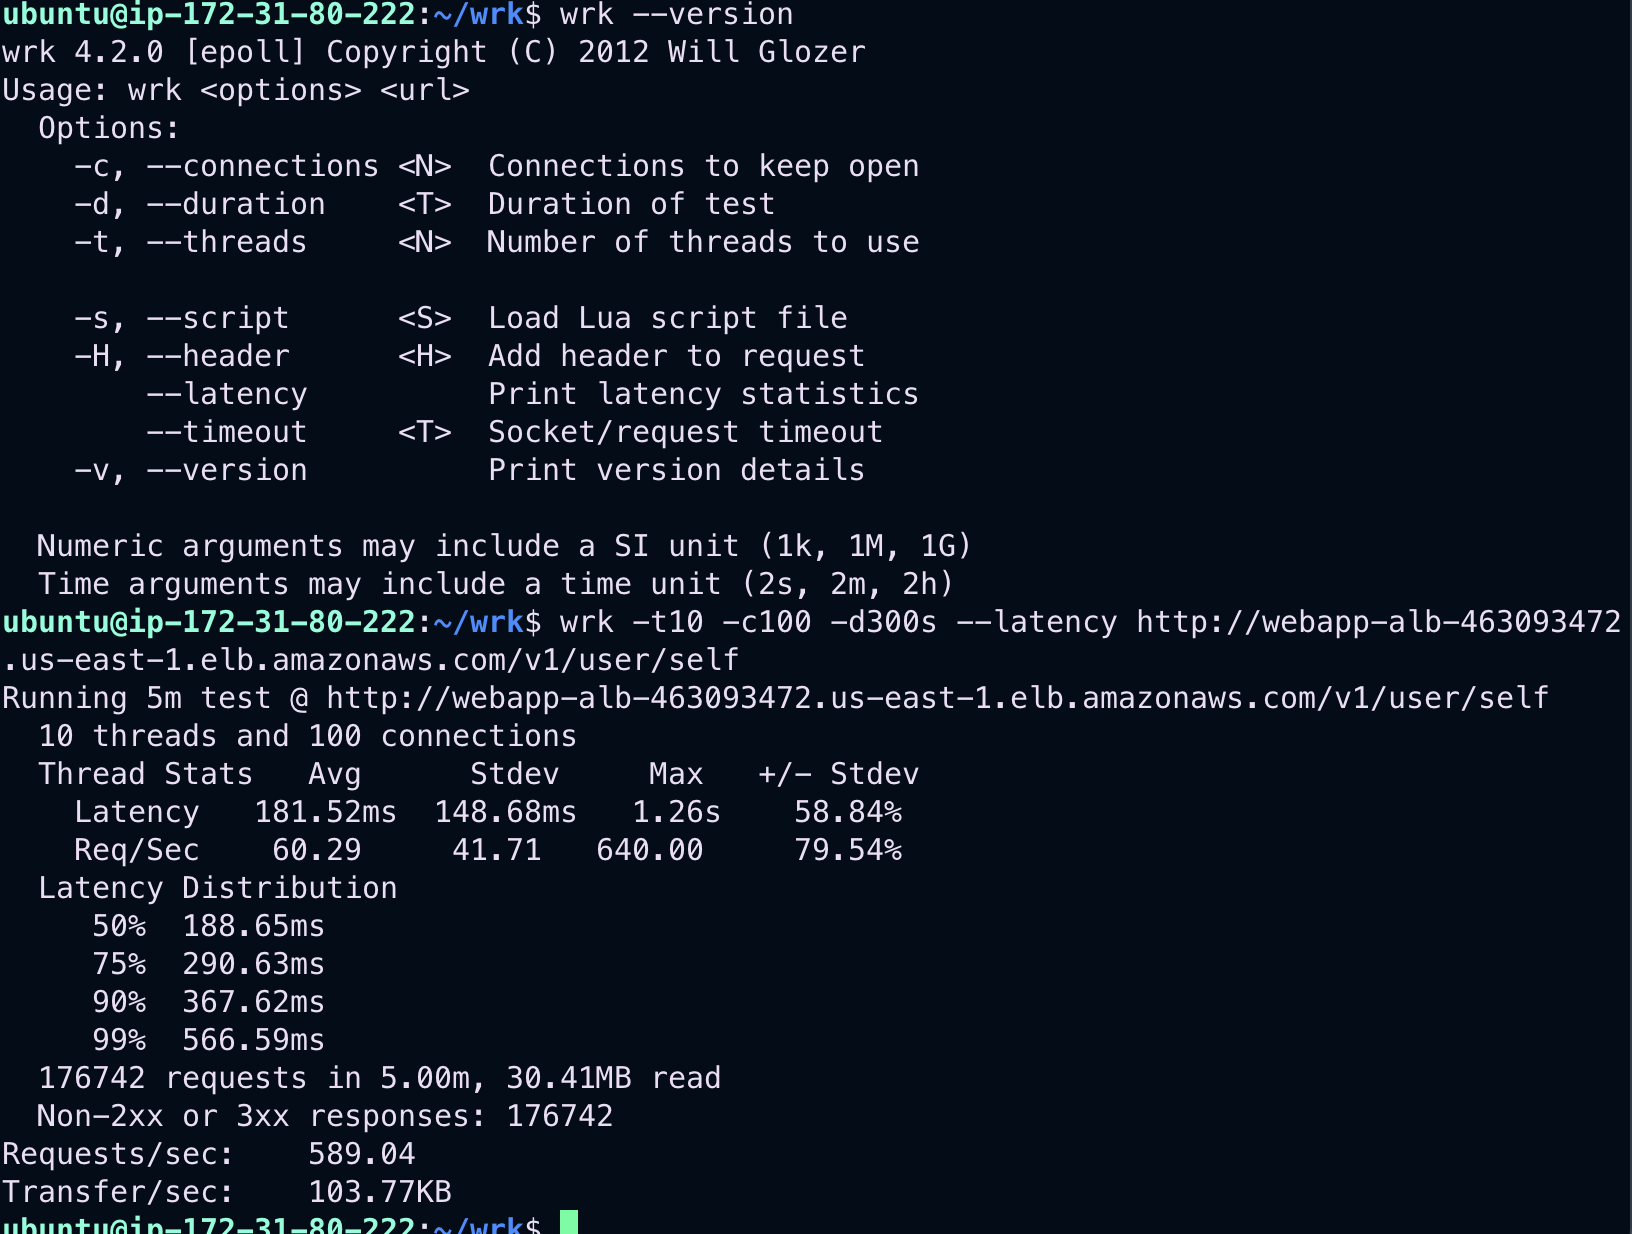 ubuntu@ip-172-31-80-222:~/wrk$ wrk --version
wrk 4.2.0 [epoll] Copyright (C) 2012 Will Glozer
Usage: wrk <options> <url>
  Options:
    -c, --connections <N>  Connections to keep open
    -d, --duration    <T>  Duration of test
    -t, --threads     <N>  Number of threads to use

    -s, --script      <S>  Load Lua script file
    -H, --header      <H>  Add header to request
        --latency          Print latency statistics
        --timeout     <T>  Socket/request timeout
    -v, --version          Print version details

  Numeric arguments may include a SI unit (1k, 1M, 1G)
  Time arguments may include a time unit (2s, 2m, 2h)
ubuntu@ip-172-31-80-222:~/wrk$ wrk -t10 -c100 -d300s --latency http://webapp-alb-463093472
.us-east-1.elb.amazonaws.com/v1/user/self
Running 5m test @ http://webapp-alb-463093472.us-east-1.elb.amazonaws.com/v1/user/self
  10 threads and 100 connections
  Thread Stats   Avg      Stdev     Max   +/- Stdev
    Latency   181.52ms  148.68ms   1.26s    58.84%
    Req/Sec    60.29     41.71   640.00     79.54%
  Latency Distribution
     50%  188.65ms
     75%  290.63ms
     90%  367.62ms
     99%  566.59ms
  176742 requests in 5.00m, 30.41MB read
  Non-2xx or 3xx responses: 176742
Requests/sec:    589.04
Transfer/sec:    103.77KB
ubuntu@ip-172-31-80-222:~/wrk$